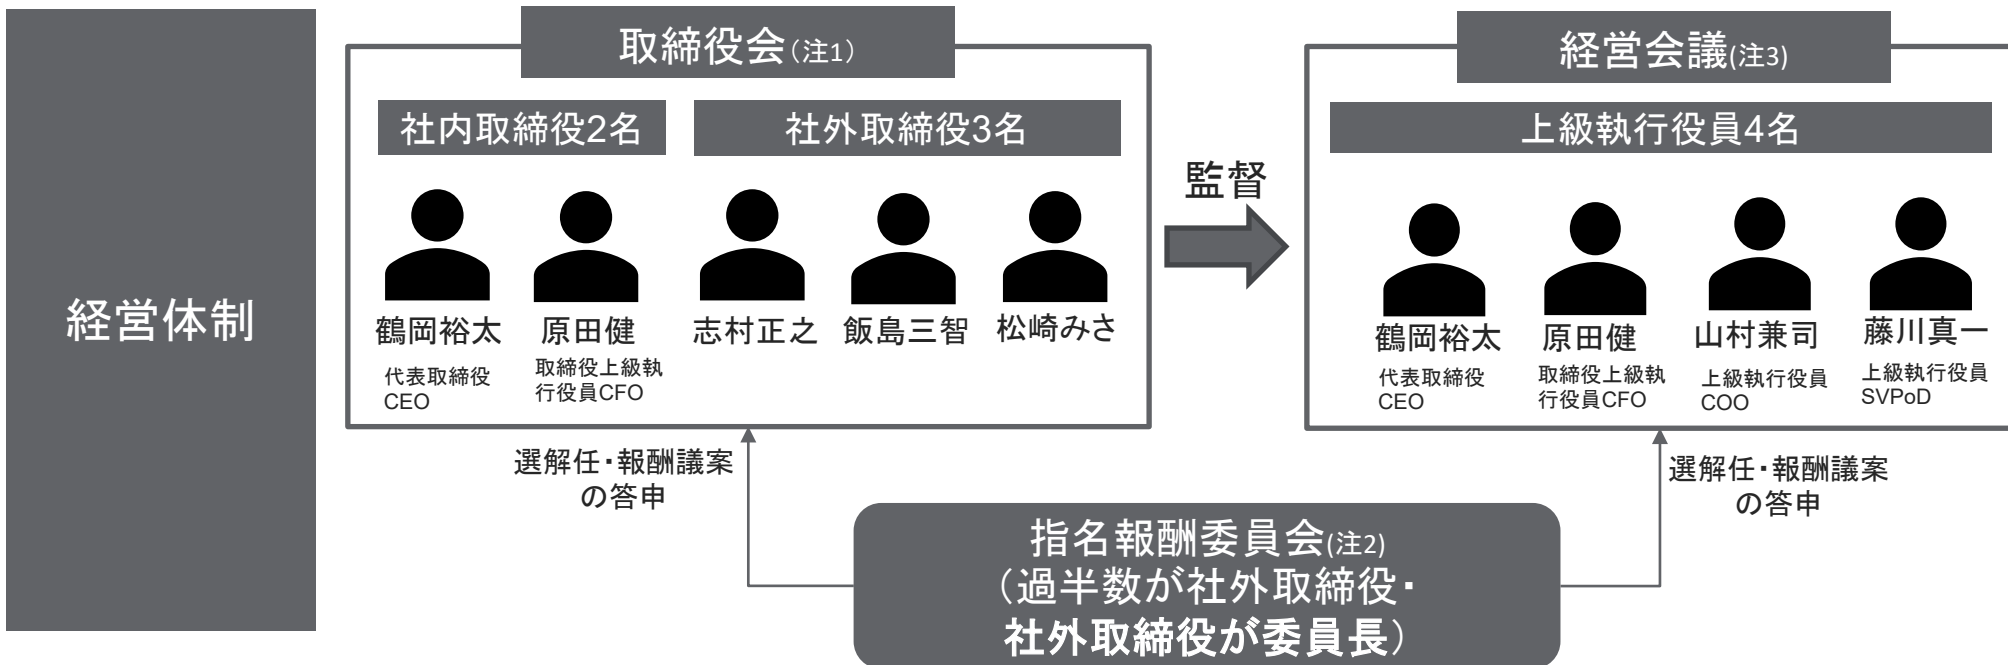 経営体制
取締役会(注1)
社内取締役2名
社外取締役3名
鶴岡裕太
代表取締役
CEO
原田健
取締役上級執
行役員CFO
志村正之
飯島三智
松崎みさ
監督
経営会議(注3)
上級執行役員4名
鶴岡裕太
代表取締役
CEO
原田健
取締役上級執
行役員CFO
山村兼司
上級執行役員
COO
藤川真一
上級執行役員
SVPoD
選解任・報酬議案
の答申
選解任・報酬議案
の答申
指名報酬委員会(注2)
(過半数が社外取締役・
社外取締役が委員長)